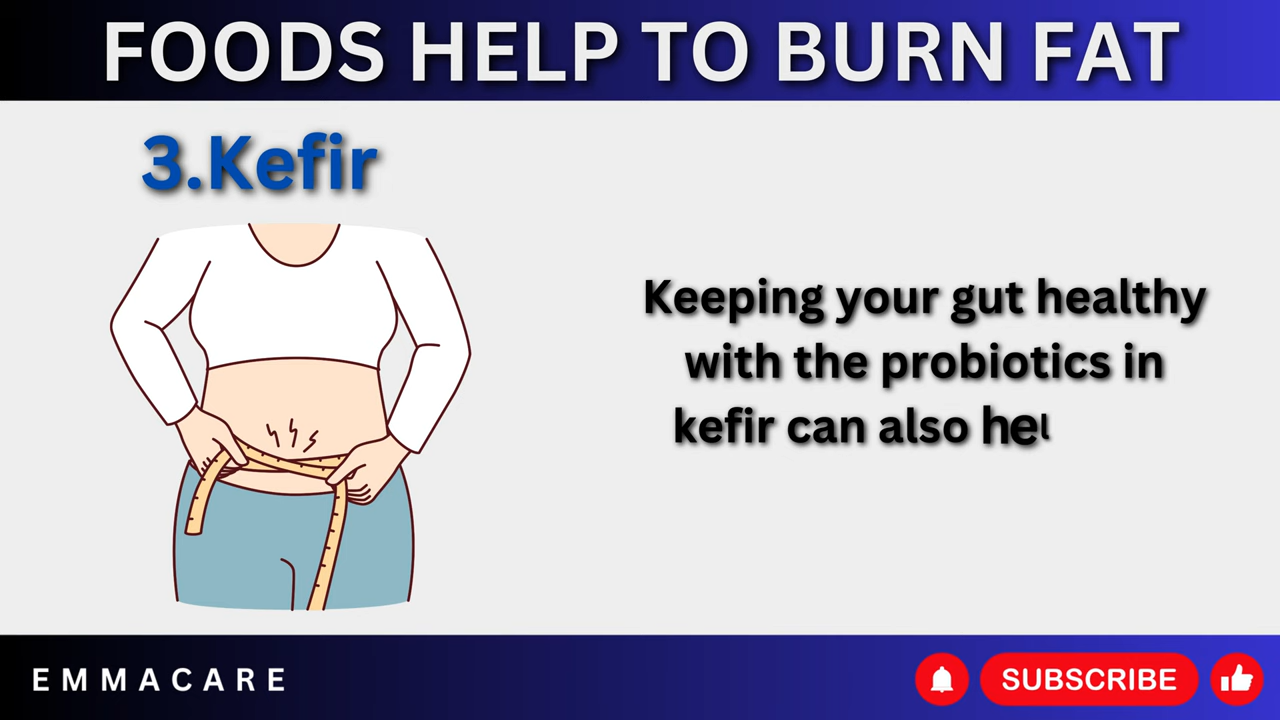 FOODS HELP TO BURN FAT
3.Kefir
Keeping your gut healthy
with the probiotics in
kefir can also hel
EMMACARE
SUBSCRIBE